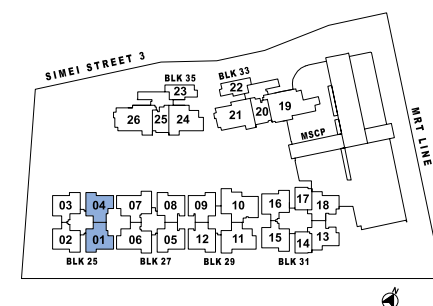 SIMEI STREET 3
BLK 35
BLK 33
23
22
26
25
24
21
20
19
MSCP
MRT LINE
03
04
07
08
09
10
16
17
18
02
01
06
05
12
11
15
14
13
BLK 25
BLK 27
BLK 29
BLK 31
N